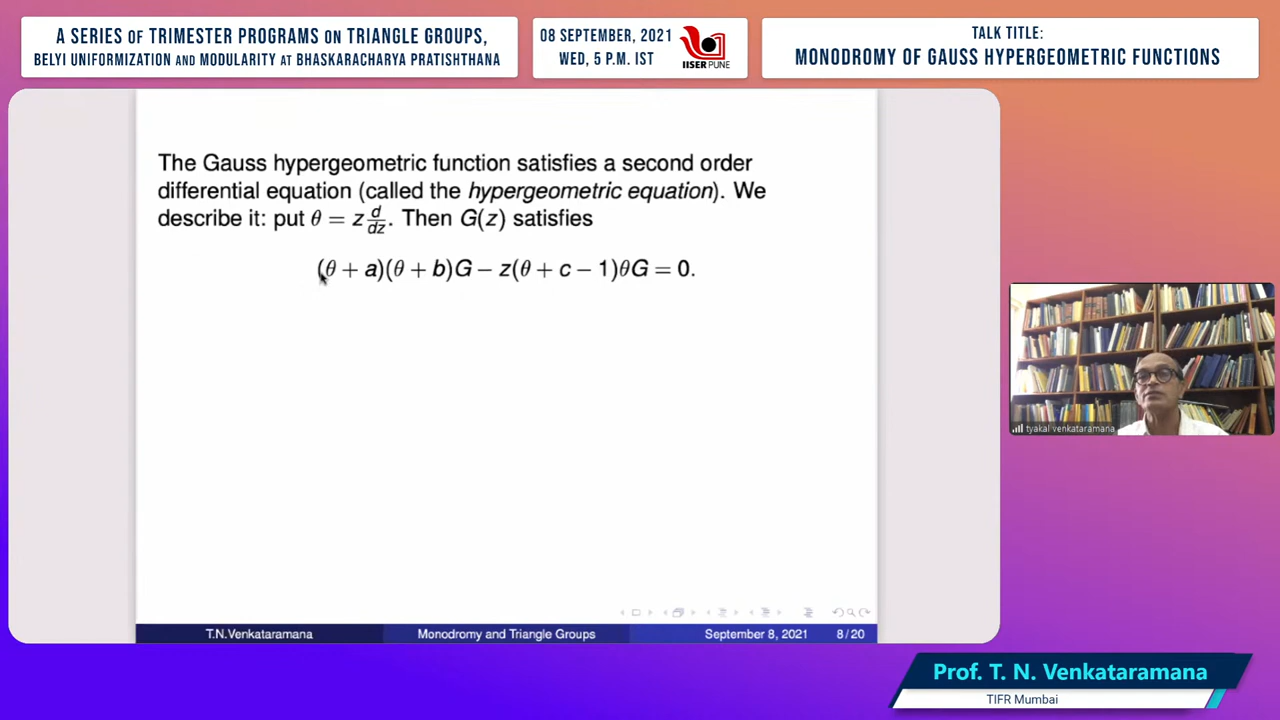 A SERIES OF TRIMESTER PROGRAMS ON TRIANGLE GROUPS,
BELYI UNIFORMIZATION AND MODULARITY AT BHASKARACHARYA PRATISHTHANA
08 SEPTEMBER, 2021
WED, 5 P.M. IST
IISER PUNE
TALK TITLE:
MONODROMY OF GAUSS HYPERGEOMETRIC FUNCTIONS
The Gauss hypergeometric function satisfies a second order
differential equation (called the hypergeometric equation). We
describe it: put θ = z d/dz. Then G(z) satisfies
(θ + a)(θ + b)G − z(θ + c − 1)θG = 0.
tyakal venkataramana
T.N.Venkataramana
Monodromy and Triangle Groups
September 8, 2021
8/20
Prof. T. N. Venkataramana
TIFR Mumbai